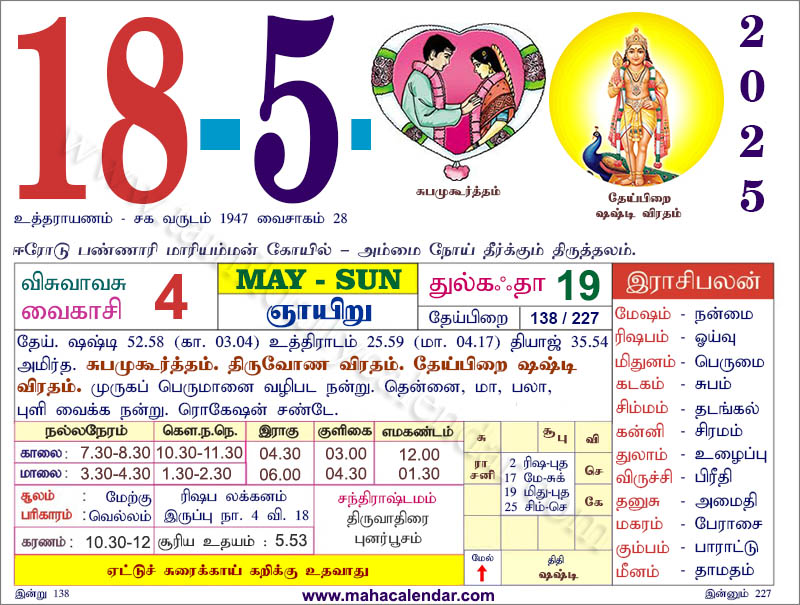 18-5-
2025
சுபமுகூர்த்தம்
தேய்பிறை
ஷஷ்டி விரதம்
உத்தராயணம் - சக வருடம் 1947 வைசாகம் 28
ஈரோடு பண்ணாரி மாரியம்மன் கோயில் – அம்மை நோய் தீர்க்கும் திருத்தலம்.
விசுவாவசு
வைகாசி 4
MAY - SUN
ஞாயிறு
துல்கஃதா 19
தேய்பிறை 138 / 227
தேய். ஷஷ்டி 52.58 (கா. 03.04) உத்திராடம் 25.59 (மா. 04.17) தியாஜ் 35.54
அமிர்த. சுபமுகூர்த்தம். திருவோண விரதம். தேய்பிறை ஷஷ்டி
விரதம். முருகப் பெருமானை வழிபட நன்று. தென்னை, மா, பலா,
புளி வைக்க நன்று. ரொகேஷன் சண்டே.
நல்லநேரம் கௌ.ந.நெ. இராகு குளிகை எமகண்டம்
காலை: 7.30-8.30 10.30-11.30 04.30 03.00 12.00
மாலை: 3.30-4.30 1.30-2.30 06.00 04.30 01.30
சூலம் : மேற்கு
பரிகாரம் : வெல்லம்
ரிஷப லக்கனம்
இருப்பு நா. 4 வி. 18
சந்திராஷ்டமம்
திருவாதிரை
புனர்பூசம்
கரணம்: 10.30-12 சூரிய உதயம் : 5.53
ஏட்டுச் சுரைக்காய் கறிக்கு உதவாது
சு சூ பு வி
ரா சனி
2 ரிஷ-புத
17 மே-சுக்
19 மிது-புத
25 சிம்-செ
செ
கே
மேல்
திதி
ஷஷ்டி
இராசிபலன்
மேஷம் - நன்மை
ரிஷபம் - ஓய்வு
மிதுனம் - பெருமை
கடகம் - சுபம்
சிம்மம் - தடங்கல்
கன்னி - சிரமம்
துலாம் - உழைப்பு
விருச்சி - பிரீதி
தனுசு - அமைதி
மகரம் - பேராசை
கும்பம் - பாராட்டு
மீனம் - தாமதம்
இன்று 138
www.mahacalendar.com
இன்னும் 227